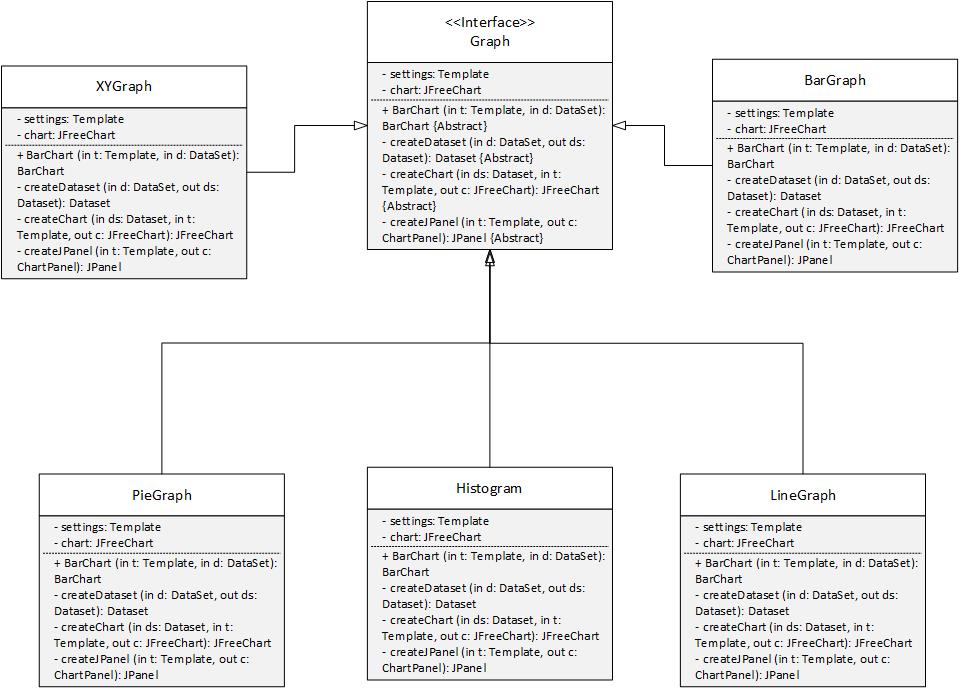 <<Interface>>
Graph
- settings: Template
- chart: JFreeChart
+ BarChart (in t: Template, in d: DataSet):
BarChart {Abstract}
- createDataset (in d: DataSet, out ds:
Dataset): Dataset {Abstract}
- createChart (in ds: Dataset, in t:
Template, out c: JFreeChart): JFreeChart
{Abstract}
- createJPanel (in t: Template, out c:
ChartPanel): JPanel {Abstract}
XYGraph
- settings: Template
- chart: JFreeChart
+ BarChart (in t: Template, in d: DataSet):
BarChart
- createDataset (in d: DataSet, out ds:
Dataset): Dataset
- createChart (in ds: Dataset, in t:
Template, out c: JFreeChart): JFreeChart
- createJPanel (in t: Template, out c:
ChartPanel): JPanel
BarGraph
- settings: Template
- chart: JFreeChart
+ BarChart (in t: Template, in d: DataSet):
BarChart
- createDataset (in d: DataSet, out ds:
Dataset): Dataset
- createChart (in ds: Dataset, in t:
Template, out c: JFreeChart): JFreeChart
- createJPanel (in t: Template, out c:
ChartPanel): JPanel
PieGraph
- settings: Template
- chart: JFreeChart
+ BarChart (in t: Template, in d: DataSet):
BarChart
- createDataset (in d: DataSet, out ds:
Dataset): Dataset
- createChart (in ds: Dataset, in t:
Template, out c: JFreeChart): JFreeChart
- createJPanel (in t: Template, out c:
ChartPanel): JPanel
Histogram
- settings: Template
- chart: JFreeChart
+ BarChart (in t: Template, in d: DataSet):
BarChart
- createDataset (in d: DataSet, out ds:
Dataset): Dataset
- createChart (in ds: Dataset, in t:
Template, out c: JFreeChart): JFreeChart
- createJPanel (in t: Template, out c:
ChartPanel): JPanel
LineGraph
- settings: Template
- chart: JFreeChart
+ BarChart (in t: Template, in d: DataSet):
BarChart
- createDataset (in d: DataSet, out ds:
Dataset): Dataset
- createChart (in ds: Dataset, in t:
Template, out c: JFreeChart): JFreeChart
- createJPanel (in t: Template, out c:
ChartPanel): JPanel